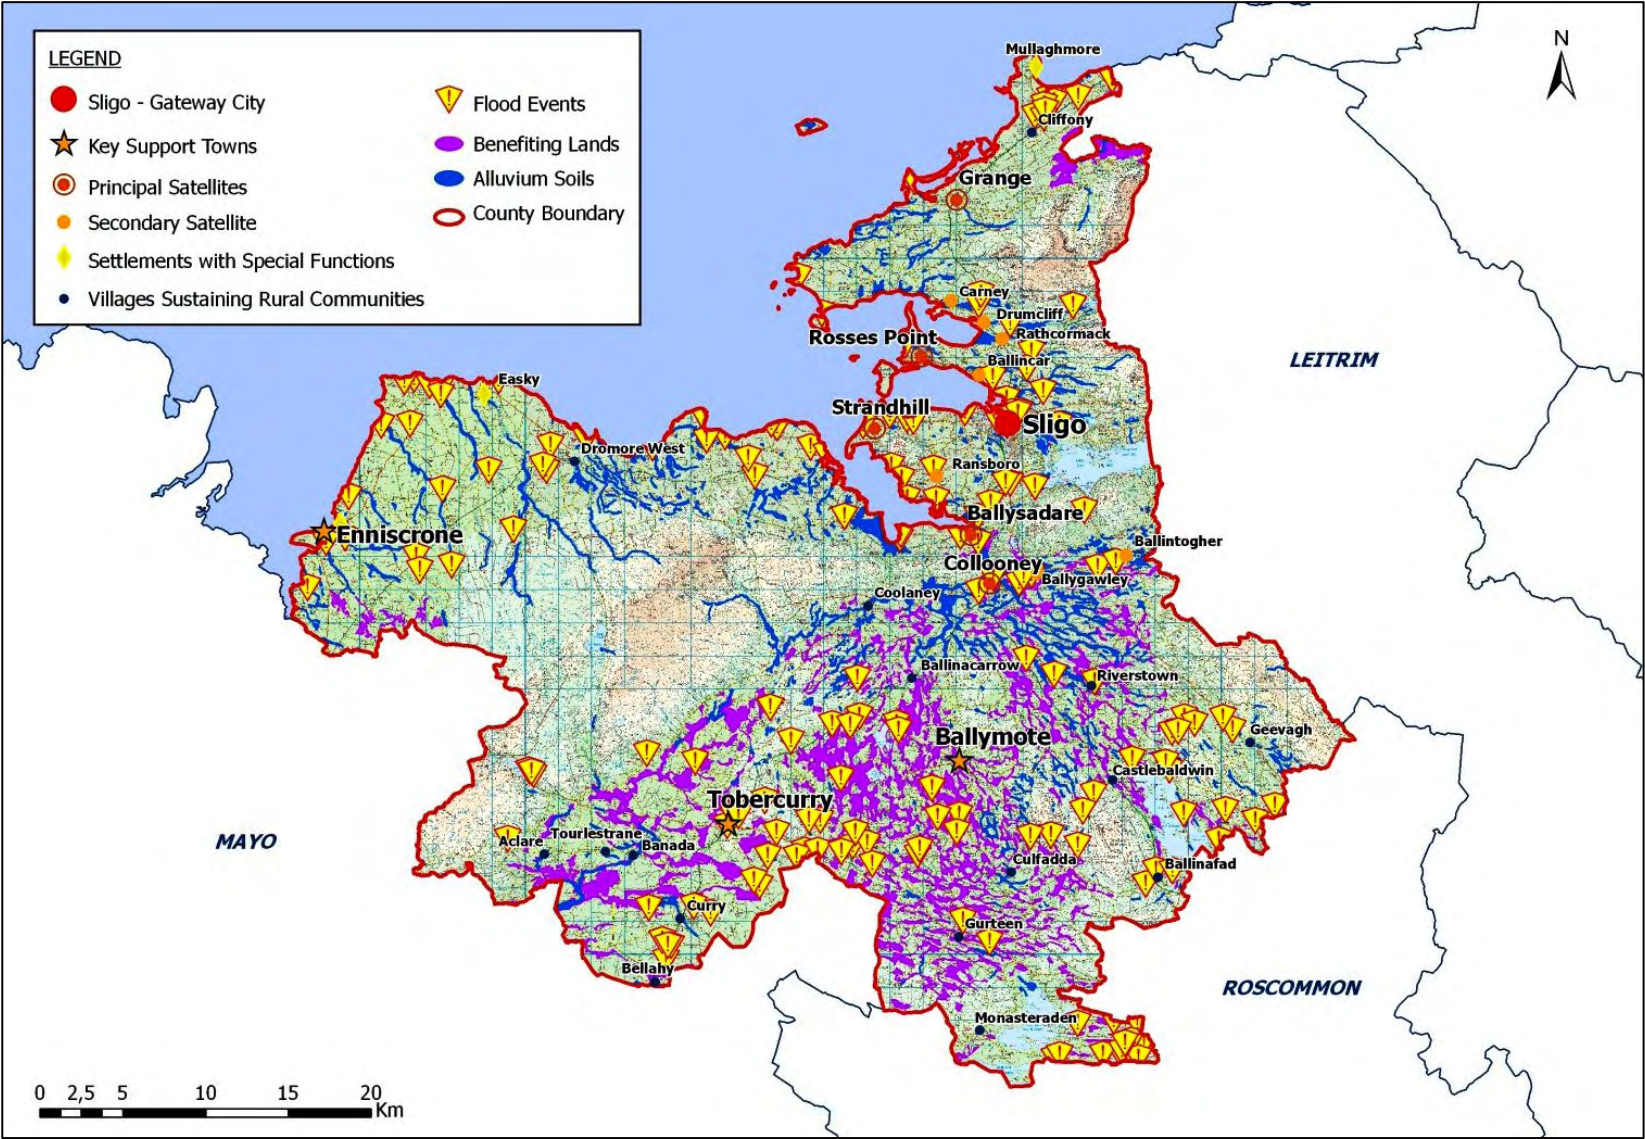 LEGEND
Sligo - Gateway City
Key Support Towns
Principal Satellites
Secondary Satellite
Settlements with Special Functions
Villages Sustaining Rural Communities
Flood Events
Benefiting Lands
Alluvium Soils
County Boundary
N
Mullaghmore
Cliffony
Grange
Carney
Drumcliff
Rathcormack
Rosses Point
Ballincar
LEITRIM
Easky
Strandhill
Sligo
Dromore West
Ransboro
Ballysadare
Enniscrone
Ballintogher
Collooney
Ballygawley
Coolaney
Ballinacarrow
Riverstown
Geevagh
Ballymote
Castlebaldwin
Tobercurry
MAYO
Tourlestrane
Aclare
Banada
Culfadda
Ballinafad
Curry
Gurteen
Bellahy
ROSCOMMON
Monasteraden
0 2,5 5 10 15 20
Km